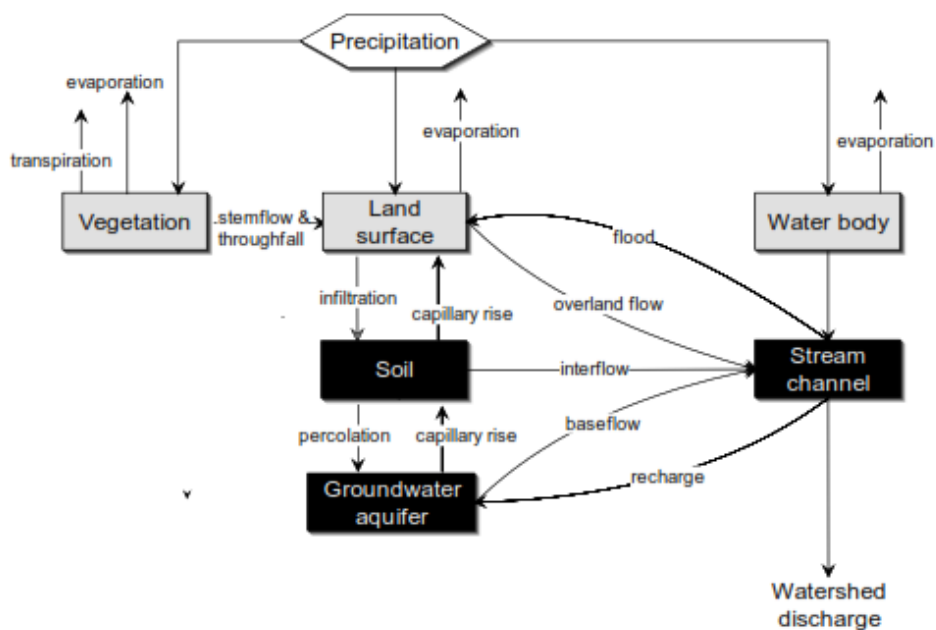 Precipitation
evaporation
evaporation
evaporation
transpiration
Vegetation
.stemflow &
throughfall
Land
surface
Water body
flood
infiltration
capillary rise
overland flow
Soil
interflow
Stream
channel
percolation
capillary rise
baseflow
Groundwater
aquifer
recharge
Watershed
discharge